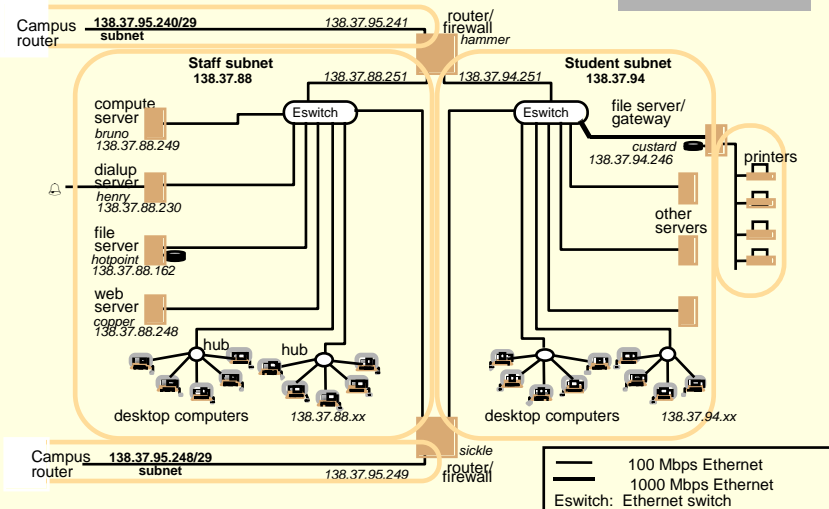 Campus
router
138.37.95.240/29
subnet
138.37.95.241
router/
firewall
hammer
Staff subnet
138.37.88
138.37.88.251
138.37.94.251
Student subnet
138.37.94
Eswitch
Eswitch
compute
server
bruno
138.37.88.249
dialup
server
henry
138.37.88.230
file
server
hotpoint
138.37.88.162
web
server
copper
138.37.88.248
hub
hub
desktop computers
138.37.88.xx
file server/
gateway
custard
138.37.94.246
printers
other
servers
desktop computers
138.37.94.xx
Campus
router
138.37.95.248/29
subnet
138.37.95.249
sickle
router/
firewall
100 Mbps Ethernet
1000 Mbps Ethernet
Eswitch: Ethernet switch